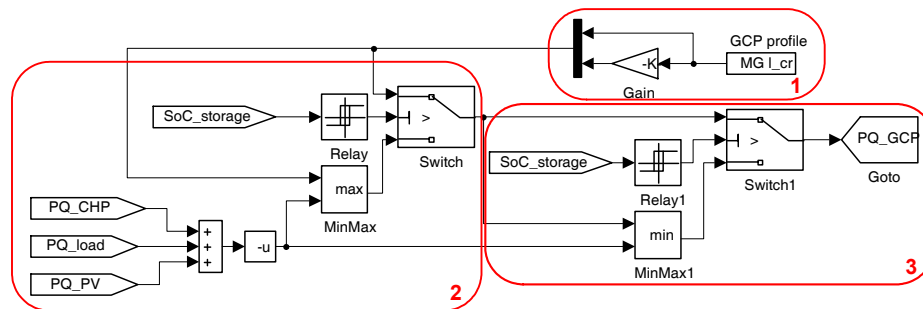 GCP profile
MG I_cr
-K
Gain
1
SoC_storage
Relay
>
Switch
max
MinMax
PQ_CHP
PQ_load
PQ_PV
+
+
+
-u
2
SoC_storage
Relay1
>
Switch1
min
MinMax1
PQ_GCP
Goto
3